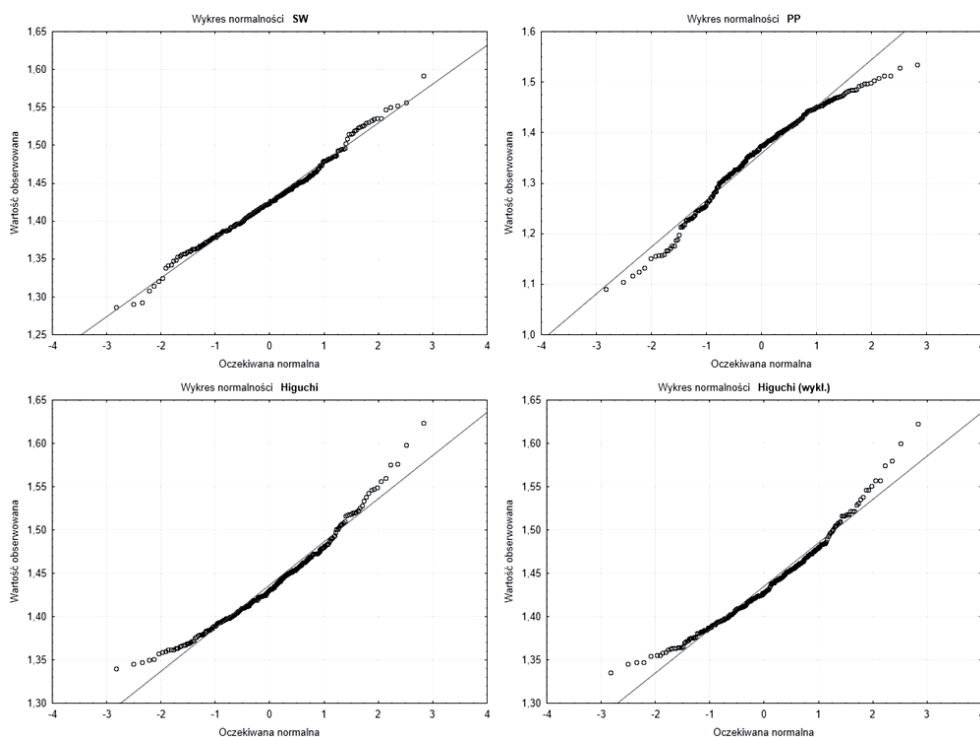 Wykres normalności SW
1,65
1,60
1,55
1,50
1,45
1,40
1,35
1,30
1,25
Wartość obserwowana
-4 -3 -2 -1 0 1 2 3 4
Oczekiwana normalna
Wykres normalności PP
1,6
1,5
1,4
1,3
1,2
1,1
1,0
Wartość obserwowana
-4 -3 -2 -1 0 1 2 3 4
Oczekiwana normalna
Wykres normalności Higuchi
1,65
1,60
1,55
1,50
1,45
1,40
1,35
1,30
Wartość obserwowana
-4 -3 -2 -1 0 1 2 3 4
Oczekiwana normalna
Wykres normalności Higuchi (wykl.)
1,65
1,60
1,55
1,50
1,45
1,40
1,35
1,30
Wartość obserwowana
-4 -3 -2 -1 0 1 2 3 4
Oczekiwana normalna